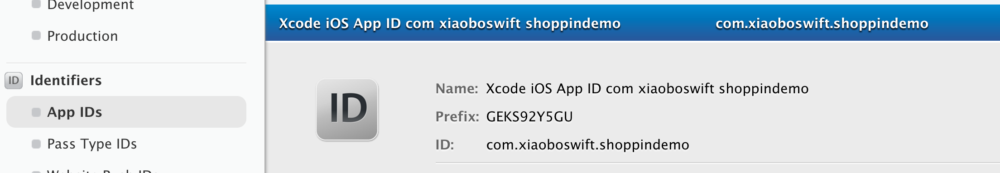 Development
Production
ID Identifiers
App IDs
Pass Type IDs
Xcode iOS App ID com xiaoboswift shoppindemo com.xiaoboswift.shoppindemo
ID
Name: Xcode iOS App ID com xiaoboswift shoppindemo
Prefix: GEKS92Y5GU
ID: com.xiaoboswift.shoppindemo